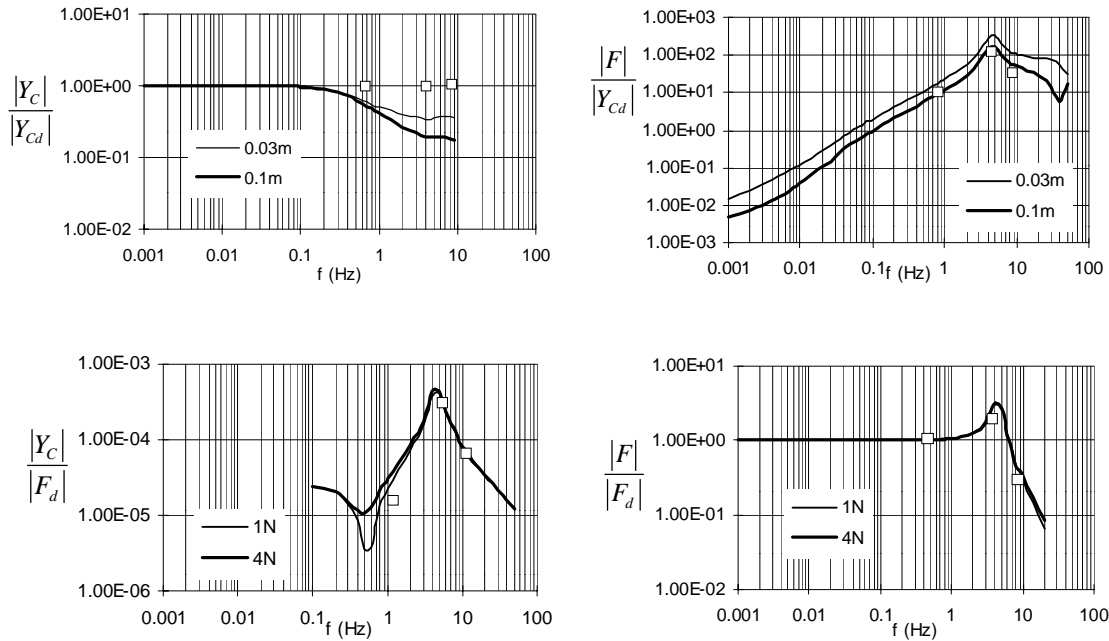 1.00E+01
1.00E+00
1.00E-01
1.00E-02
|Y_C|
|Y_Cd|
0.03m
0.1m
0.001 0.01 0.1 1 10 100
f (Hz)
1.00E+03
1.00E+02
1.00E+01
1.00E+00
1.00E-01
1.00E-02
1.00E-03
|F|
|Y_Cd|
0.03m
0.1m
0.001 0.01 0.1 1 10 100
f (Hz)
1.00E-03
1.00E-04
1.00E-05
1.00E-06
|Y_C|
|F_d|
1N
4N
0.001 0.01 0.1 1 10 100
f (Hz)
1.00E+01
1.00E+00
1.00E-01
1.00E-02
|F|
|F_d|
1N
4N
0.001 0.01 0.1 1 10 100
f (Hz)